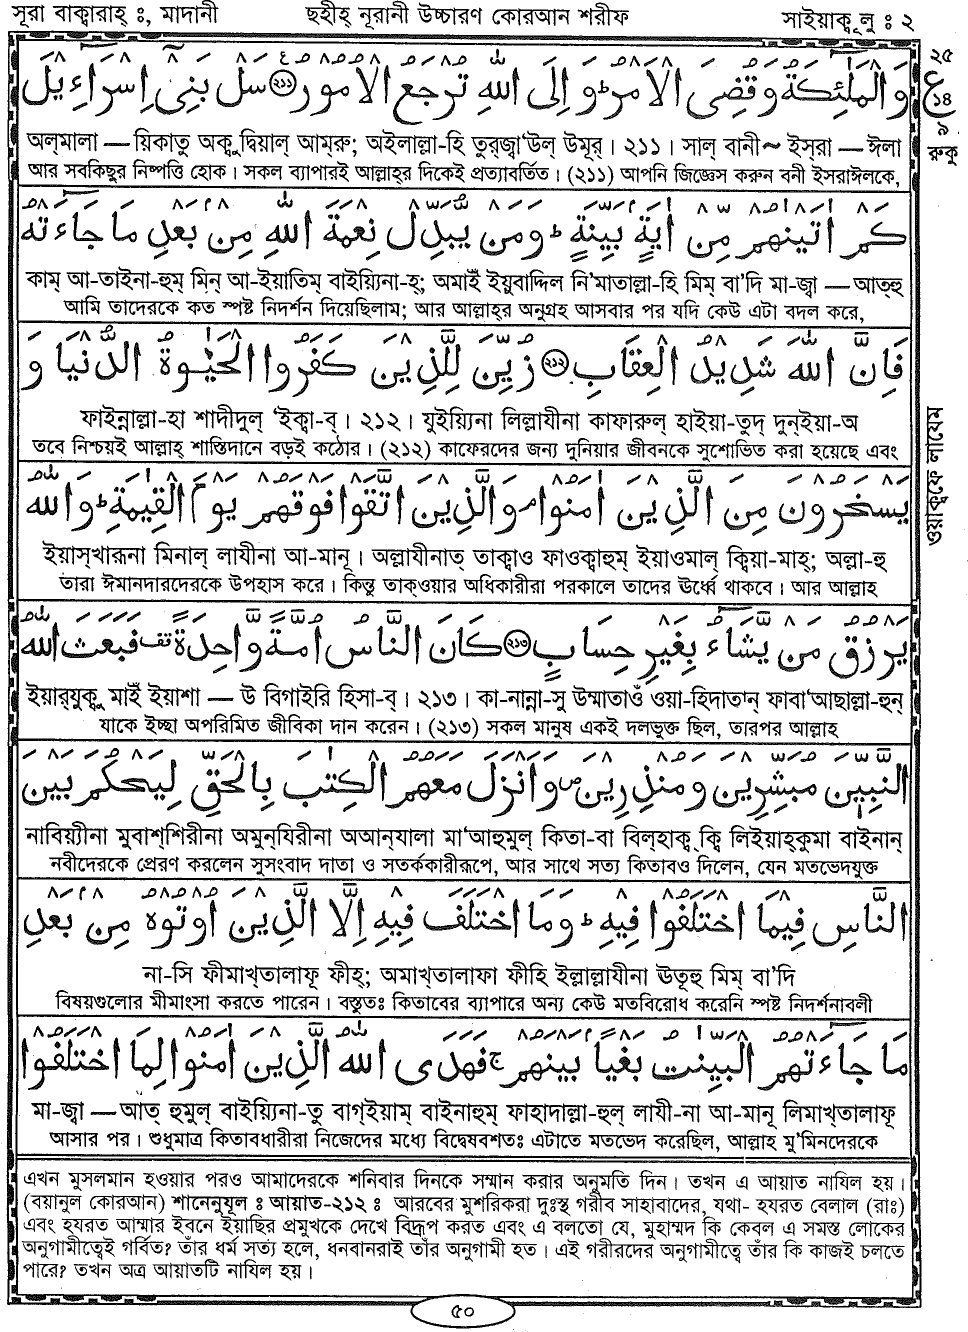 সূরা বাক্বারাহ্ ঃ, মাদানী ছহীহ্ নূরানী উচ্চারণ কোরআন শরীফ সাইয়াক্বূলু ঃ ২
وَالْمَلٰٓئِكَةُ وَقُضِىَ الْاَمْرُ ؕ وَاِلَى اللّٰهِ تُرْجَعُ الْاُمُوْرُ ﴿٢١٠﴾ سَلْ بَنِىْٓ اِسْرَآءِيْلَ
২৫
ع
১৪
৯
রুকু
অল্‌মালা — য়িকাতু অক্বুদ্বিয়াল্ আম্‌রু; অইলাল্লা-হি তুর্‌জ্বা‘উল্ উমূর্। ২১১। সাল্ বানী~ ইস্‌রা — ঈলা
আর সবকিছুর নিষ্পত্তি হোক। সকল ব্যাপারই আল্লাহ্‌র দিকেই প্রত্যাবর্তিত। (২১১) আপনি জিজ্ঞেস করুন বনী ইসরাঈলকে,
كَمْ اٰتَيْنٰهُمْ مِّنْ اٰيَةٍۭ بَيِّنَةٍ ؕ وَمَنْ يُّبَدِّلْ نِعْمَةَ اللّٰهِ مِنْۢ بَعْدِ مَا جَآءَتْهُ
কাম্ আ-তাইনা-হুম্ মিন্ আ-ইয়াতিম্ বাইয়্যিনা-হ্; অমাইঁ ইয়ুবাদ্দিল্ নি’মাতাল্লা-হি মিম্ বা’দি মা-জ্বা — আত্‌হু
আমি তাদেরকে কত স্পষ্ট নিদর্শন দিয়েছিলাম; আর আল্লাহ্‌র অনুগ্রহ আসবার পর যদি কেউ এটা বদল করে,
فَاِنَّ اللّٰهَ شَدِيْدُ الْعِقَابِ ﴿٢١٢﴾ زُيِّنَ لِلَّذِيْنَ كَفَرُوا الْحَيٰوةُ الدُّنْيَا وَ
ফাইন্নাল্লা-হা শাদীদুল্ ‘ইক্বা-ব্। ২১২। যুইয়্যিনা লিল্লাযীনা কাফারুল্ হাইয়া-তুদ্ দুন্‌ইয়া-অ
তবে নিশ্চয়ই আল্লাহ্ শাস্তিদানে বড়ই কঠোর। (২১২) কাফেরদের জন্য দুনিয়ার জীবনকে সুশোভিত করা হয়েছে এবং
يَسْخَرُوْنَ مِنَ الَّذِيْنَ اٰمَنُوْا ۘ وَالَّذِيْنَ اتَّقَوْا فَوْقَهُمْ يَوْمَ الْقِيٰمَةِ ؕ وَاللّٰهُ
ওয়াক্বফে লাযেম
ইয়াস্‌খারূনা মিনাল্ লাযীনা আ-মানূ। অল্লাযীনাত্ তাক্বাও ফাওক্বাহুম্ ইয়াওমাল্ ক্বিয়া-মাহ্; অল্লা-হু
তারা ঈমানদারদেরকে উপহাস করে। কিন্তু তাক্‌ওয়ার অধিকারীরা পরকালে তাদের ঊর্ধ্বে থাকবে। আর আল্লাহ
يَرْزُقُ مَنْ يَّشَآءُ بِغَيْرِ حِسَابٍ ﴿٢١٣﴾ كَانَ النَّاسُ اُمَّةً وَّاحِدَةً قف فَبَعَثَ اللّٰهُ
ইয়ার্‌যুক্বু মাইঁ ইয়াশা — উ বিগাইরি হিসা-ব্। ২১৩। কা-নান্না-সু উম্মাতাওঁ ওয়া-হিদাতান্ ফাবা‘আছাল্লা-হুন্
যাকে ইচ্ছা অপরিমিত জীবিকা দান করেন। (২১৩) সকল মানুষ একই দলভুক্ত ছিল, তারপর আল্লাহ
النَّبِيّٖنَ مُبَشِّرِيْنَ وَمُنْذِرِيْنَ ص وَاَنْزَلَ مَعَهُمُ الْكِتٰبَ بِالْحَقِّ لِيَحْكُمَ بَيْنَ
নাবিয়্যীনা মুবাশ্‌শিরীনা অমুন্‌যিরীনা অআন্‌যালা মা‘আহুমুল্ কিতা-বা বিল্‌হাক্ব্ ক্বি লিইয়াহ্‌কুমা বাইনান্
নবীদেরকে প্রেরণ করলেন সুসংবাদ দাতা ও সতর্ককারীরূপে, আর সাথে সত্য কিতাবও দিলেন, যেন মতভেদযুক্ত
النَّاسِ فِيْمَا اخْتَلَفُوْا فِيْهِ ؕ وَمَا اخْتَلَفَ فِيْهِ اِلَّا الَّذِيْنَ اُوْتُوْهُ مِنْۢ بَعْدِ
না-সি ফীমাখ্‌তালাফূ ফীহ্; অমাখ্‌তালাফা ফীহি ইল্লাল্লাযীনা ঊতূহু মিম্ বা’দি
বিষয়গুলোর মীমাংসা করতে পারেন। বস্তুতঃ কিতাবের ব্যাপারে অন্য কেউ মতবিরোধ করেনি স্পষ্ট নিদর্শনাবলী
مَا جَآءَتْهُمُ الْبَيِّنٰتُ بَغْيًۢا بَيْنَهُمْ ج فَهَدَى اللّٰهُ الَّذِيْنَ اٰمَنُوْا لِمَا اخْتَلَفُوْا
মা-জ্বা — আত্ হুমুল্ বাইয়্যিনা-তু বাগ্‌ইয়াম্ বাইনাহুম্ ফাহাদাল্লা-হুল্ লাযী-না আ-মানূ লিমাখ্‌তালাফূ
আসার পর। শুধুমাত্র কিতাবধারীরা নিজেদের মধ্যে বিদ্বেষবশতঃ এটাতে মতভেদ করেছিল, আল্লাহ মু’মিনদেরকে
এখন মুসলমান হওয়ার পরও আমাদেরকে শনিবার দিনকে সম্মান করার অনুমতি দিন। তখন এ আয়াত নাযিল হয়।
(বয়ানুল কোরআন) শানেনুযূল ঃ আয়াত-২১২ ঃ আরবের মুশরিকরা দুঃস্থ গরীব সাহাবাদের, যথা- হযরত বেলাল (রাঃ)
এবং হযরত আম্মার ইবনে ইয়াছির প্রমুখকে দেখে বিদ্রূপ করত এবং এ বলতো যে, মুহাম্মদ কি কেবল এ সমস্ত লোকের
অনুগামীত্বেই গর্বিত? তাঁর ধর্ম সত্য হলে, ধনবানরাই তাঁর অনুগামী হত। এই গরীরদের অনুগামীত্বে তাঁর কি কাজই চলতে
পারে? তখন অত্র আয়াতটি নাযিল হয়।
৫০